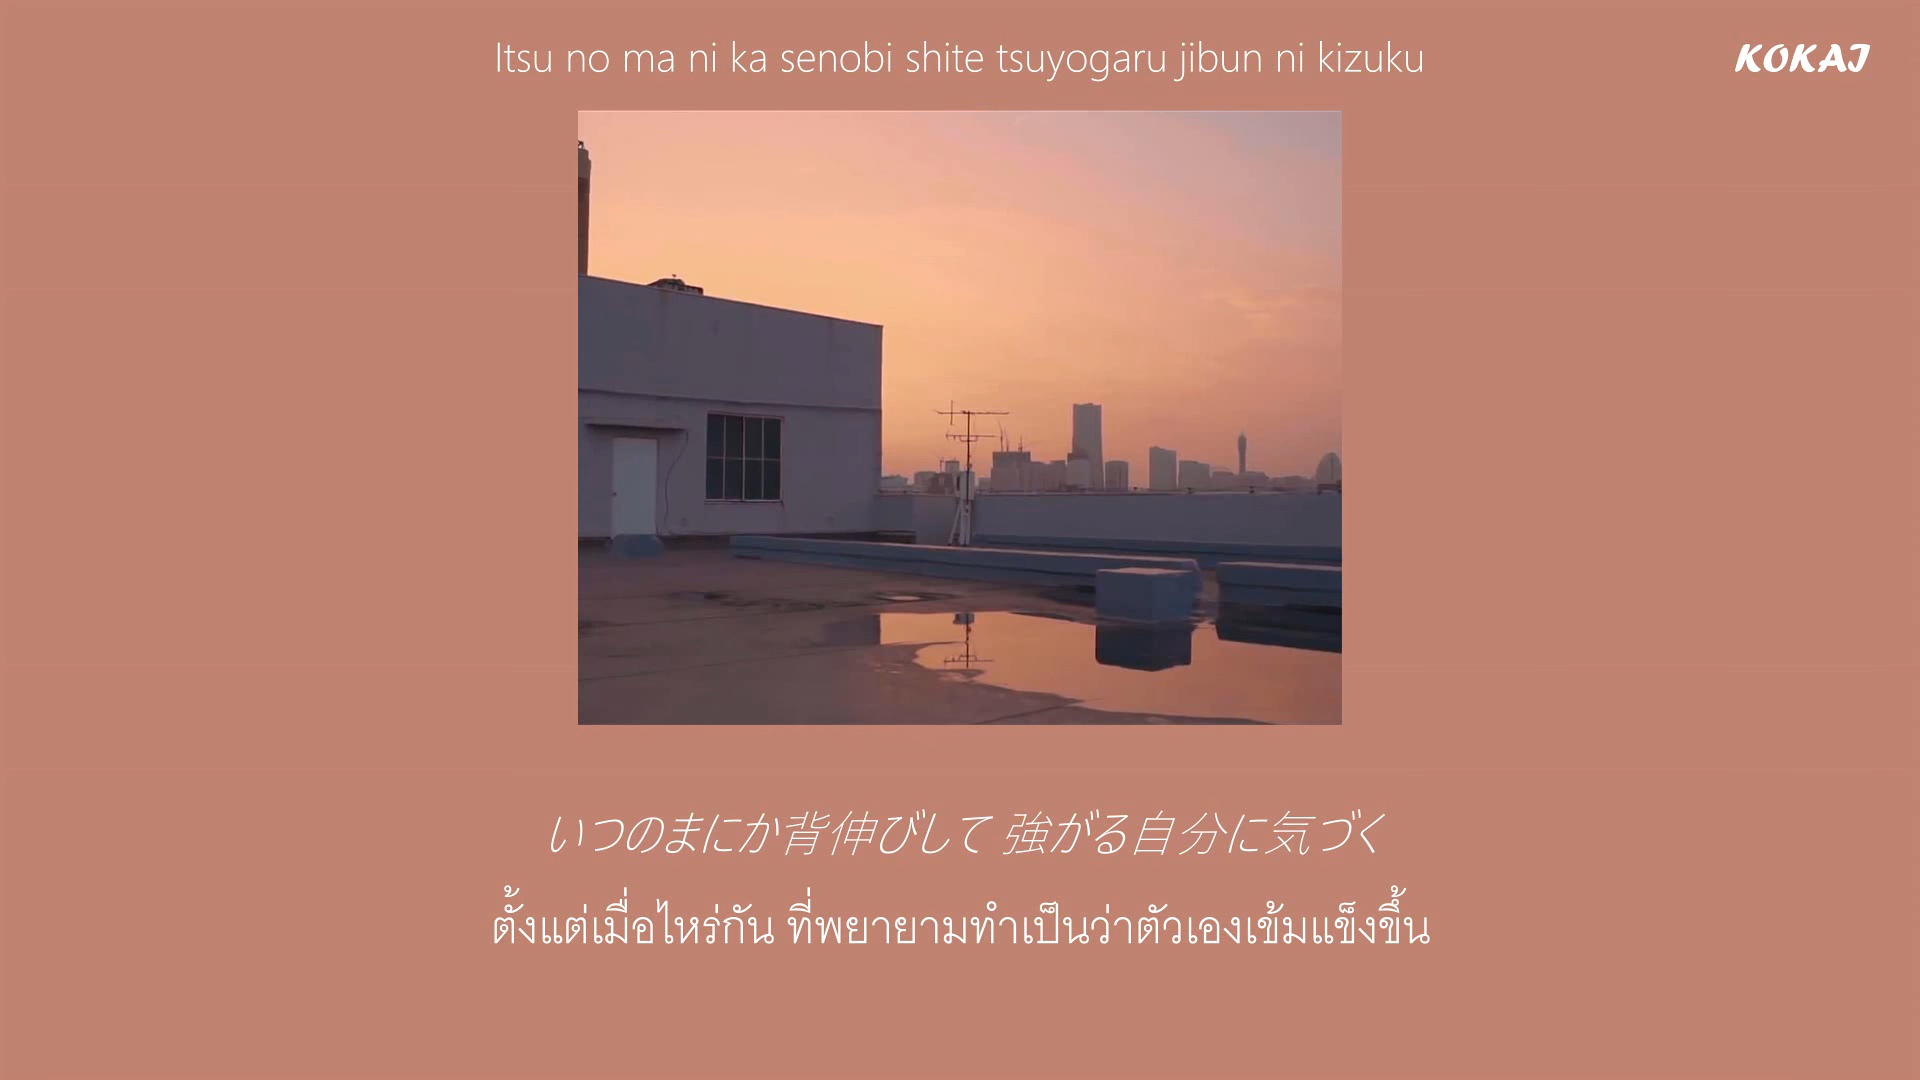 Itsu no ma ni ka senobi shite tsuyogaru jibun ni kizuku
KOKAJ
いつのまにか背伸びして 強がる自分に気づく
ตั้งแต่เมื่อไหร่กัน ที่พยายามทำเป็นว่าตัวเองเข้มแข็งขึ้น